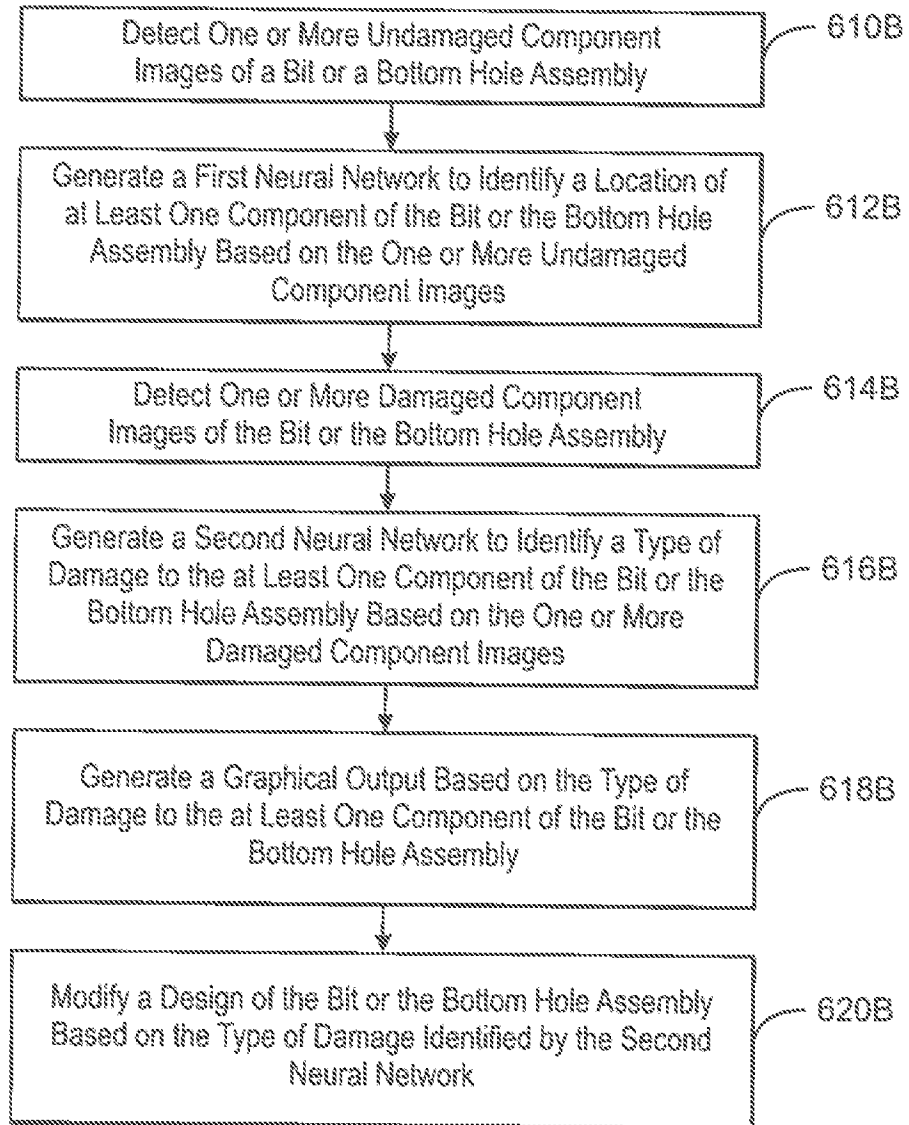 Detect One or More Undamaged Component
Images of a Bit or a Bottom Hole Assembly
610B
Generate a First Neural Network to Identify a Location of
at Least One Component of the Bit or the Bottom Hole
Assembly Based on the One or More Undamaged
Component Images
612B
Detect One or More Damaged Component
Images of the Bit or the Bottom Hole Assembly
614B
Generate a Second Neural Network to Identify a Type of
Damage to the at Least One Component of the Bit or the
Bottom Hole Assembly Based on the One or More
Damaged Component Images
616B
Generate a Graphical Output Based on the Type of
Damage to the at Least One Component of the Bit or the
Bottom Hole Assembly
618B
Modify a Design of the Bit or the Bottom Hole Assembly
Based on the Type of Damage Identified by the Second
Neural Network
620B